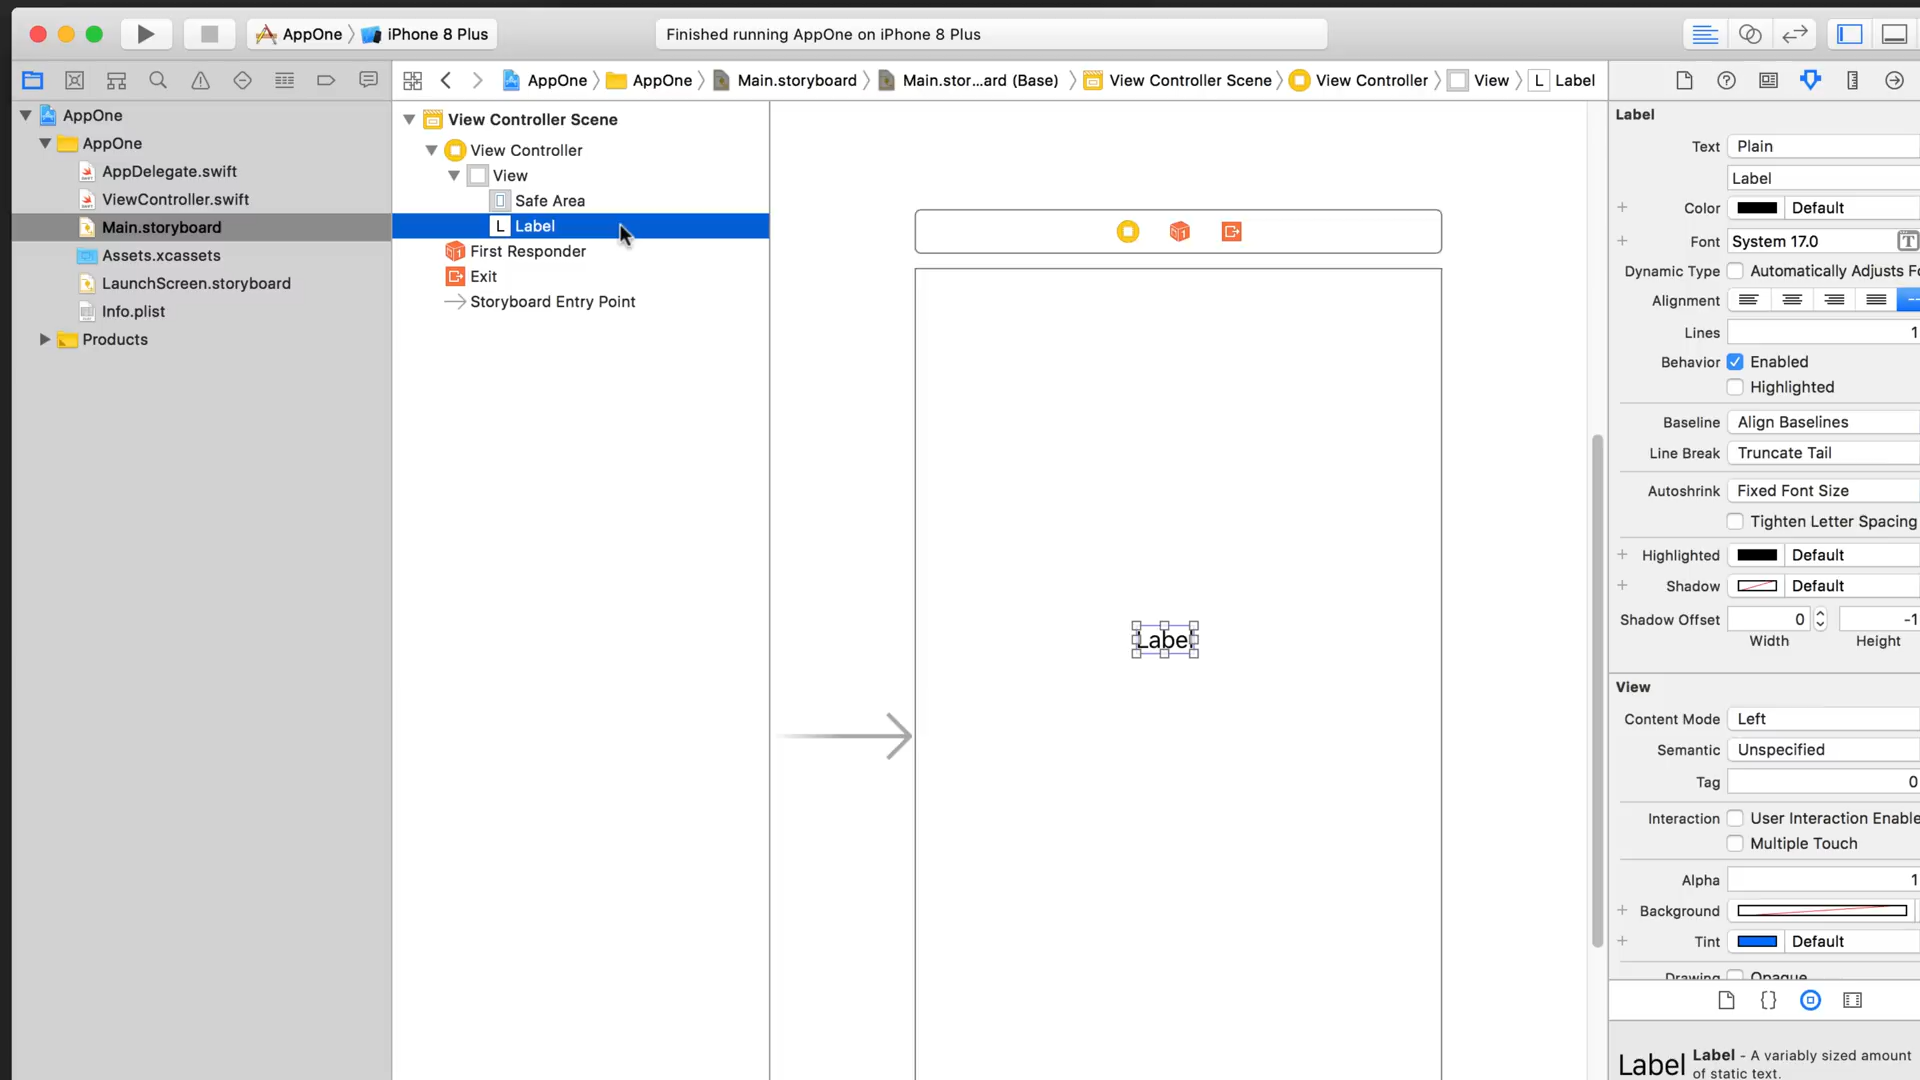 AppOne
iPhone 8 Plus
Finished running AppOne on iPhone 8 Plus
AppOne
AppOne
Main.storyboard
Main.stor...ard (Base)
View Controller Scene
View Controller
View
L Label
AppOne
AppOne
AppDelegate.swift
ViewController.swift
Main.storyboard
Assets.xcassets
LaunchScreen.storyboard
Info.plist
Products
View Controller Scene
View Controller
View
Safe Area
L Label
First Responder
Exit
Storyboard Entry Point
Label
Label
Text Plain
Label
Color Default
Font System 17.0
Dynamic Type Automatically Adjusts Fo
Alignment
Lines 1
Behavior Enabled
Highlighted
Baseline Align Baselines
Line Break Truncate Tail
Autoshrink Fixed Font Size
Tighten Letter Spacing
Highlighted Default
Shadow Default
Shadow Offset 0 -1
Width Height
View
Content Mode Left
Semantic Unspecified
Tag 0
Interaction User Interaction Enable
Multiple Touch
Alpha 1
Background
Tint Default
Drawing Opaque
Label Label - A variably sized amount
of static text.